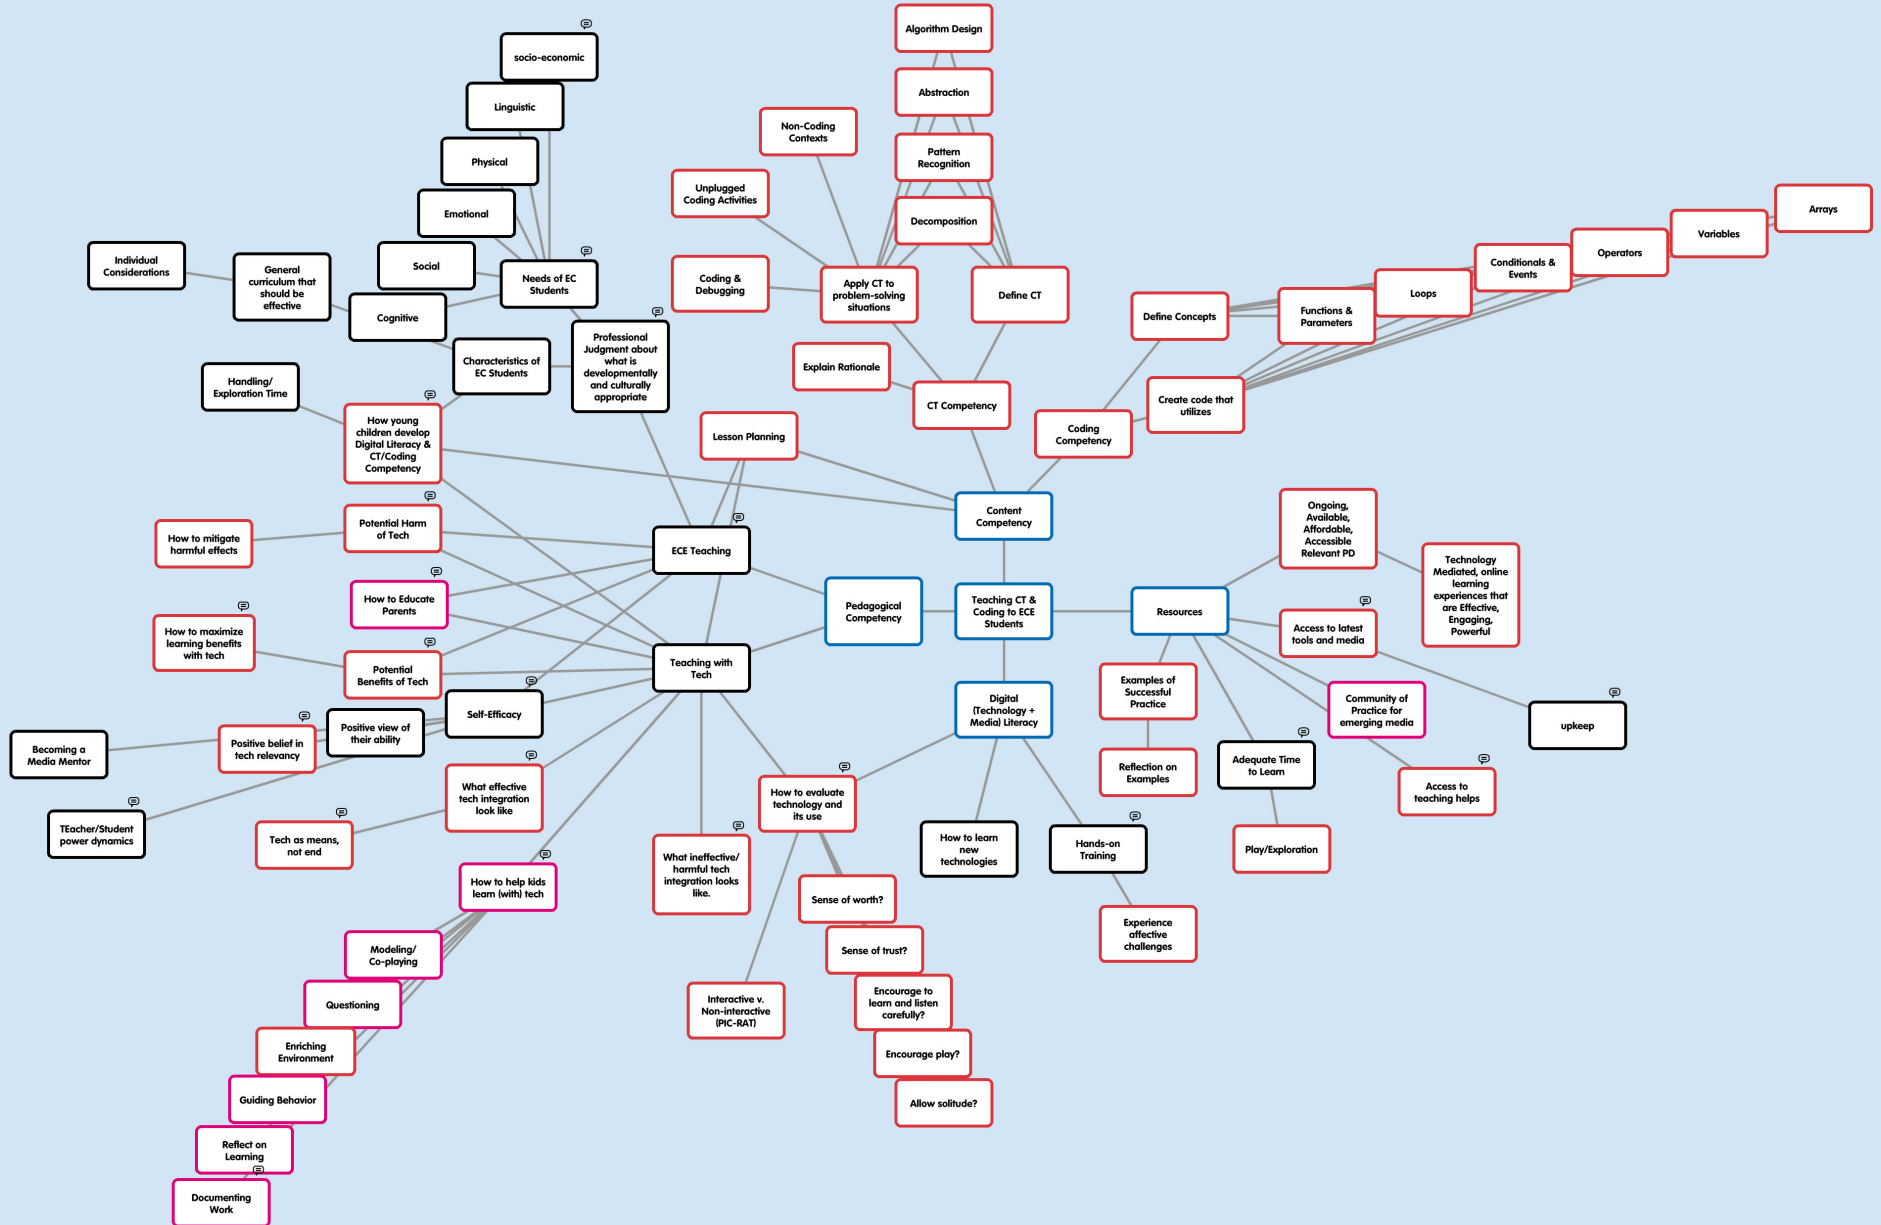 Algorithm Design
socio-economic
Abstraction
Linguistic
Non-Coding
Contexts
Pattern
Recognition
Physical
Unplugged
Coding Activities
Emotional
Decomposition
Arrays
Variables
Individual
Considerations
General
curriculum that
should be
effective
Social
Needs of EC
Students
Coding &
Debugging
Apply CT to
problem-solving
situations
Define CT
Conditionals &
Events
Operators
Loops
Cognitive
Define Concepts
Functions &
Parameters
Professional
Judgment about
what is
developmentally
and culturally
appropriate
Characteristics of
EC Students
Explain Rationale
Handling/
Exploration Time
CT Competency
Create code that
utilizes
How young
children develop
Digital Literacy &
CT/Coding
Competency
Lesson Planning
Coding
Competency
Content
Competency
Ongoing,
Available,
Affordable,
Accessible
Relevant PD
How to mitigate
harmful effects
Potential Harm
of Tech
ECE Teaching
Technology
Mediated, online
learning
experiences that
are Effective,
Engaging,
Powerful
How to Educate
Parents
Pedagogical
Competency
Teaching CT &
Coding to ECE
Students
Resources
Access to latest
tools and media
How to maximize
learning benefits
with tech
Potential
Benefits of Tech
Teaching with
Tech
Examples of
Successful
Practice
Digital
(Technology +
Media) Literacy
Community of
Practice for
emerging media
upkeep
Self-Efficacy
Positive view of
their ability
Positive belief in
tech relevancy
Becoming a
Media Mentor
Adequate Time
to Learn
Reflection on
Examples
Access to
teaching helps
What effective
tech integration
look like
How to evaluate
technology and
its use
TEacher/Student
power dynamics
Tech as means,
not end
How to learn
new
technologies
Hands-on
Training
Play/Exploration
What ineffective/
harmful tech
integration looks
like.
How to help kids
learn (with) tech
Sense of worth?
Experience
affective
challenges
Modeling/
Co-playing
Sense of trust?
Questioning
Interactive v.
Non-interactive
(PIC-RAT)
Encourage to
learn and listen
carefully?
Enriching
Environment
Encourage play?
Guiding Behavior
Allow solitude?
Reflect on
Learning
Documenting
Work